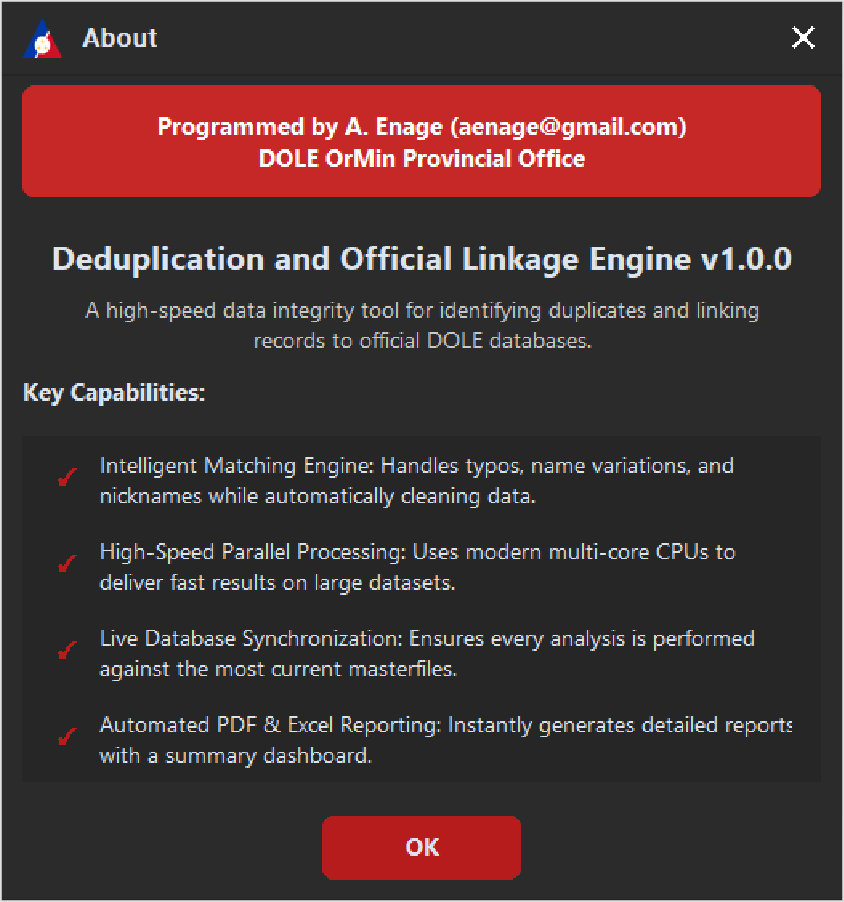 About
Programmed by A. Enage (aenage@gmail.com)
DOLE OrMin Provincial Office
Deduplication and Official Linkage Engine v1.0.0
A high-speed data integrity tool for identifying duplicates and linking
records to official DOLE databases.
Key Capabilities:
✓ Intelligent Matching Engine: Handles typos, name variations, and
nicknames while automatically cleaning data.
✓ High-Speed Parallel Processing: Uses modern multi-core CPUs to
deliver fast results on large datasets.
✓ Live Database Synchronization: Ensures every analysis is performed
against the most current masterfiles.
✓ Automated PDF & Excel Reporting: Instantly generates detailed reports
with a summary dashboard.
OK